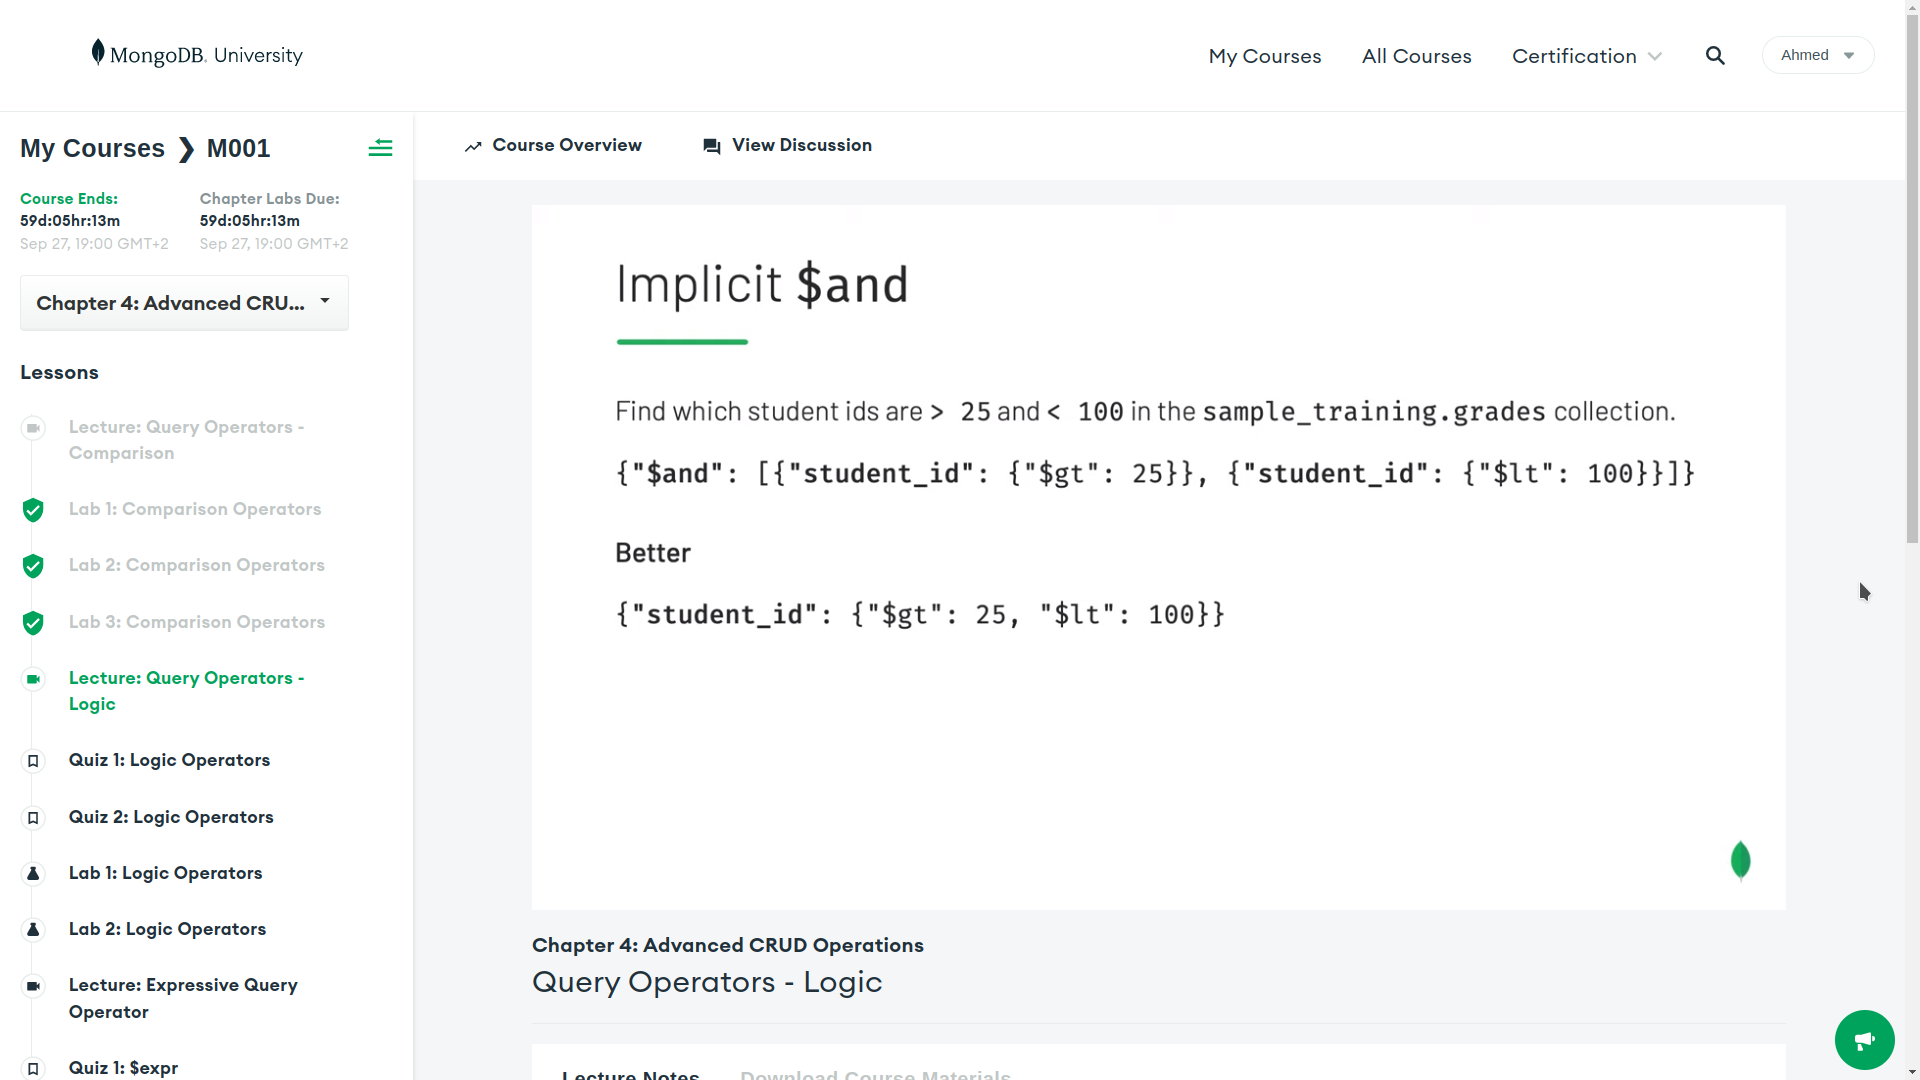 MongoDB. University
My Courses
All Courses
Certification
Ahmed
My Courses ❯ M001
Course Ends:
59d:05hr:13m
Sep 27, 19:00 GMT+2
Chapter Labs Due:
59d:05hr:13m
Sep 27, 19:00 GMT+2
Chapter 4: Advanced CRU...
Lessons
Lecture: Query Operators -
Comparison
Lab 1: Comparison Operators
Lab 2: Comparison Operators
Lab 3: Comparison Operators
Lecture: Query Operators -
Logic
Quiz 1: Logic Operators
Quiz 2: Logic Operators
Lab 1: Logic Operators
Lab 2: Logic Operators
Lecture: Expressive Query
Operator
Quiz 1: $expr
Course Overview
View Discussion
Implicit $and
Find which student ids are > 25 and < 100 in the sample_training.grades collection.
{"$and": [{"student_id": {"$gt": 25}}, {"student_id": {"$lt": 100}}]}
Better
{"student_id": {"$gt": 25, "$lt": 100}}
Chapter 4: Advanced CRUD Operations
Query Operators - Logic
Lecture Notes
Download Course Materials